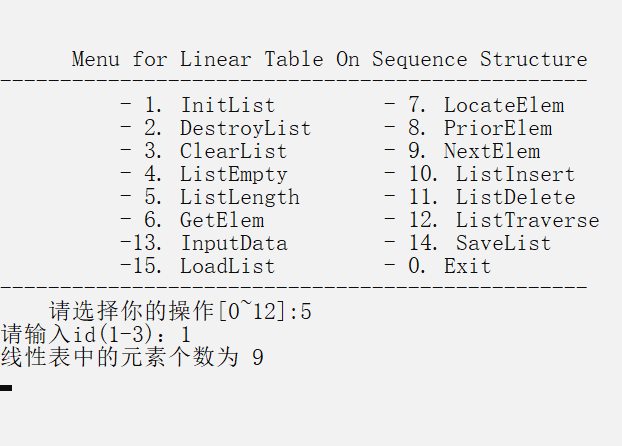 Menu for Linear Table On Sequence Structure
-------------------------------------------------
- 1. InitList - 7. LocateElem
- 2. DestroyList - 8. PriorElem
- 3. ClearList - 9. NextElem
- 4. ListEmpty - 10. ListInsert
- 5. ListLength - 11. ListDelete
- 6. GetElem - 12. ListTraverse
-13. InputData - 14. SaveList
-15. LoadList - 0. Exit
-------------------------------------------------
请选择你的操作[0~12]:5
请输入id(1-3): 1
线性表中的元素个数为 9